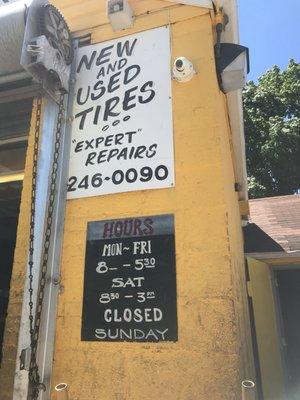 NEW
AND
USED
TIRES
"EXPERT"
REPAIRS
246-0090
HOURS
MON-FRI
8-- - 530
SAT
830 - 3--
CLOSED
SUNDAY